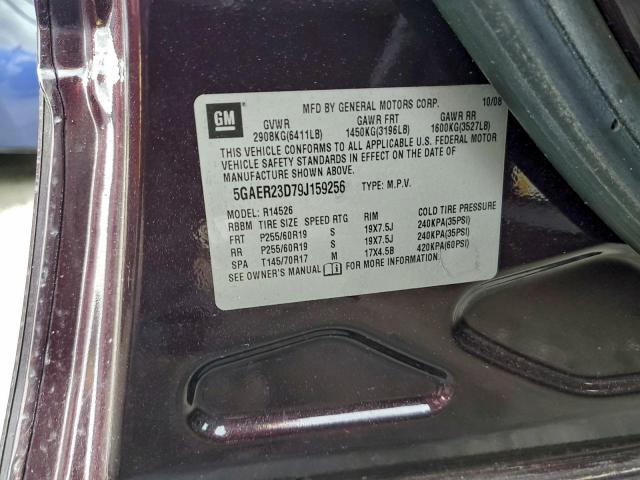 GM
MFD BY GENERAL MOTORS CORP. 10/08
GVWR GAWR FRT GAWR RR
2908KG(6411LB) 1450KG(3196LB) 1600KG(3527LB)
THIS VEHICLE CONFORMS TO ALL APPLICABLE U.S. FEDERAL MOTOR
VEHICLE SAFETY STANDARDS IN EFFECT ON THE DATE OF
MANUFACTURE SHOWN ABOVE.
5GAER23D79J159256 TYPE: M.P.V.
MODEL: R14526
RBBM TIRE SIZE SPEED RTG RIM COLD TIRE PRESSURE
FRT P255/60R19 S 19X7.5J 240KPA(35PSI)
RR P255/60R19 S 19X7.5J 240KPA(35PSI)
SPA T145/70R17 M 17X4.5B 420KPA(60PSI)
SEE OWNER'S MANUAL FOR MORE INFORMATION.